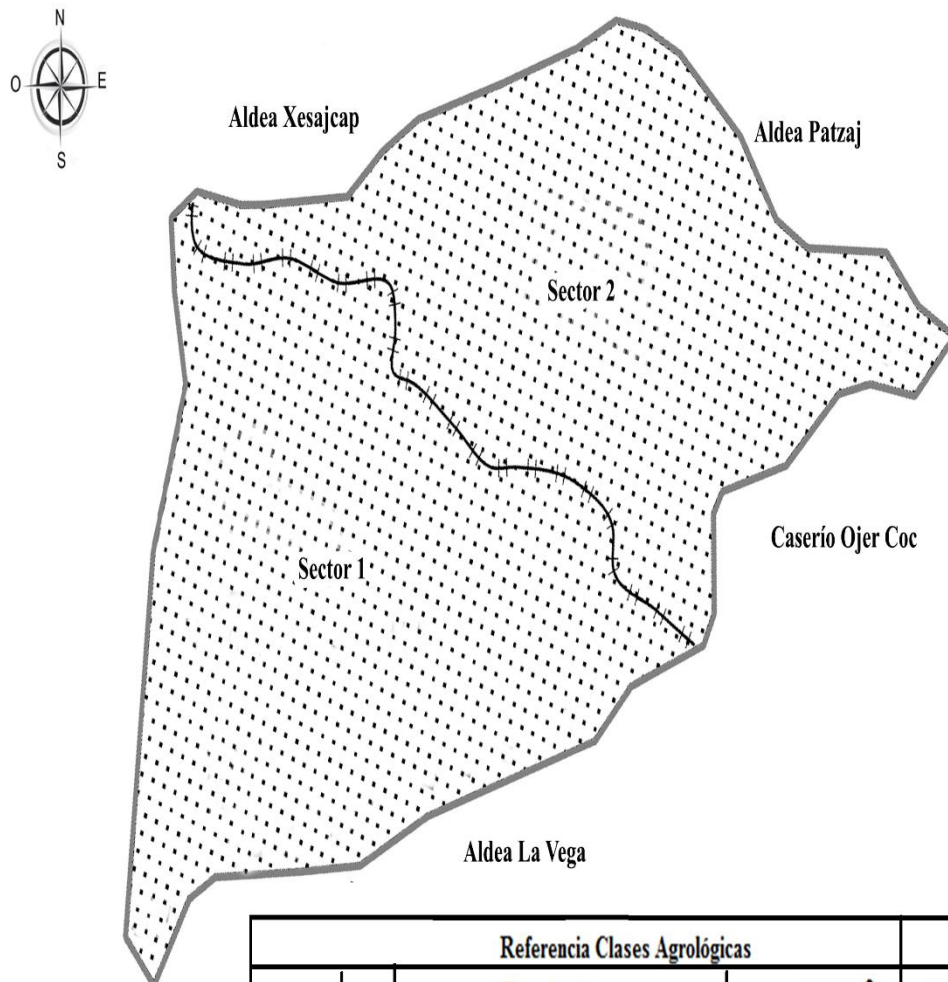 N
O
E
S
Aldea Xesajcap
Aldea Patzaj
Sector 2
Caserío Ojer Coc
Sector 1
Aldea La Vega
Referencia Clases Agrológicas